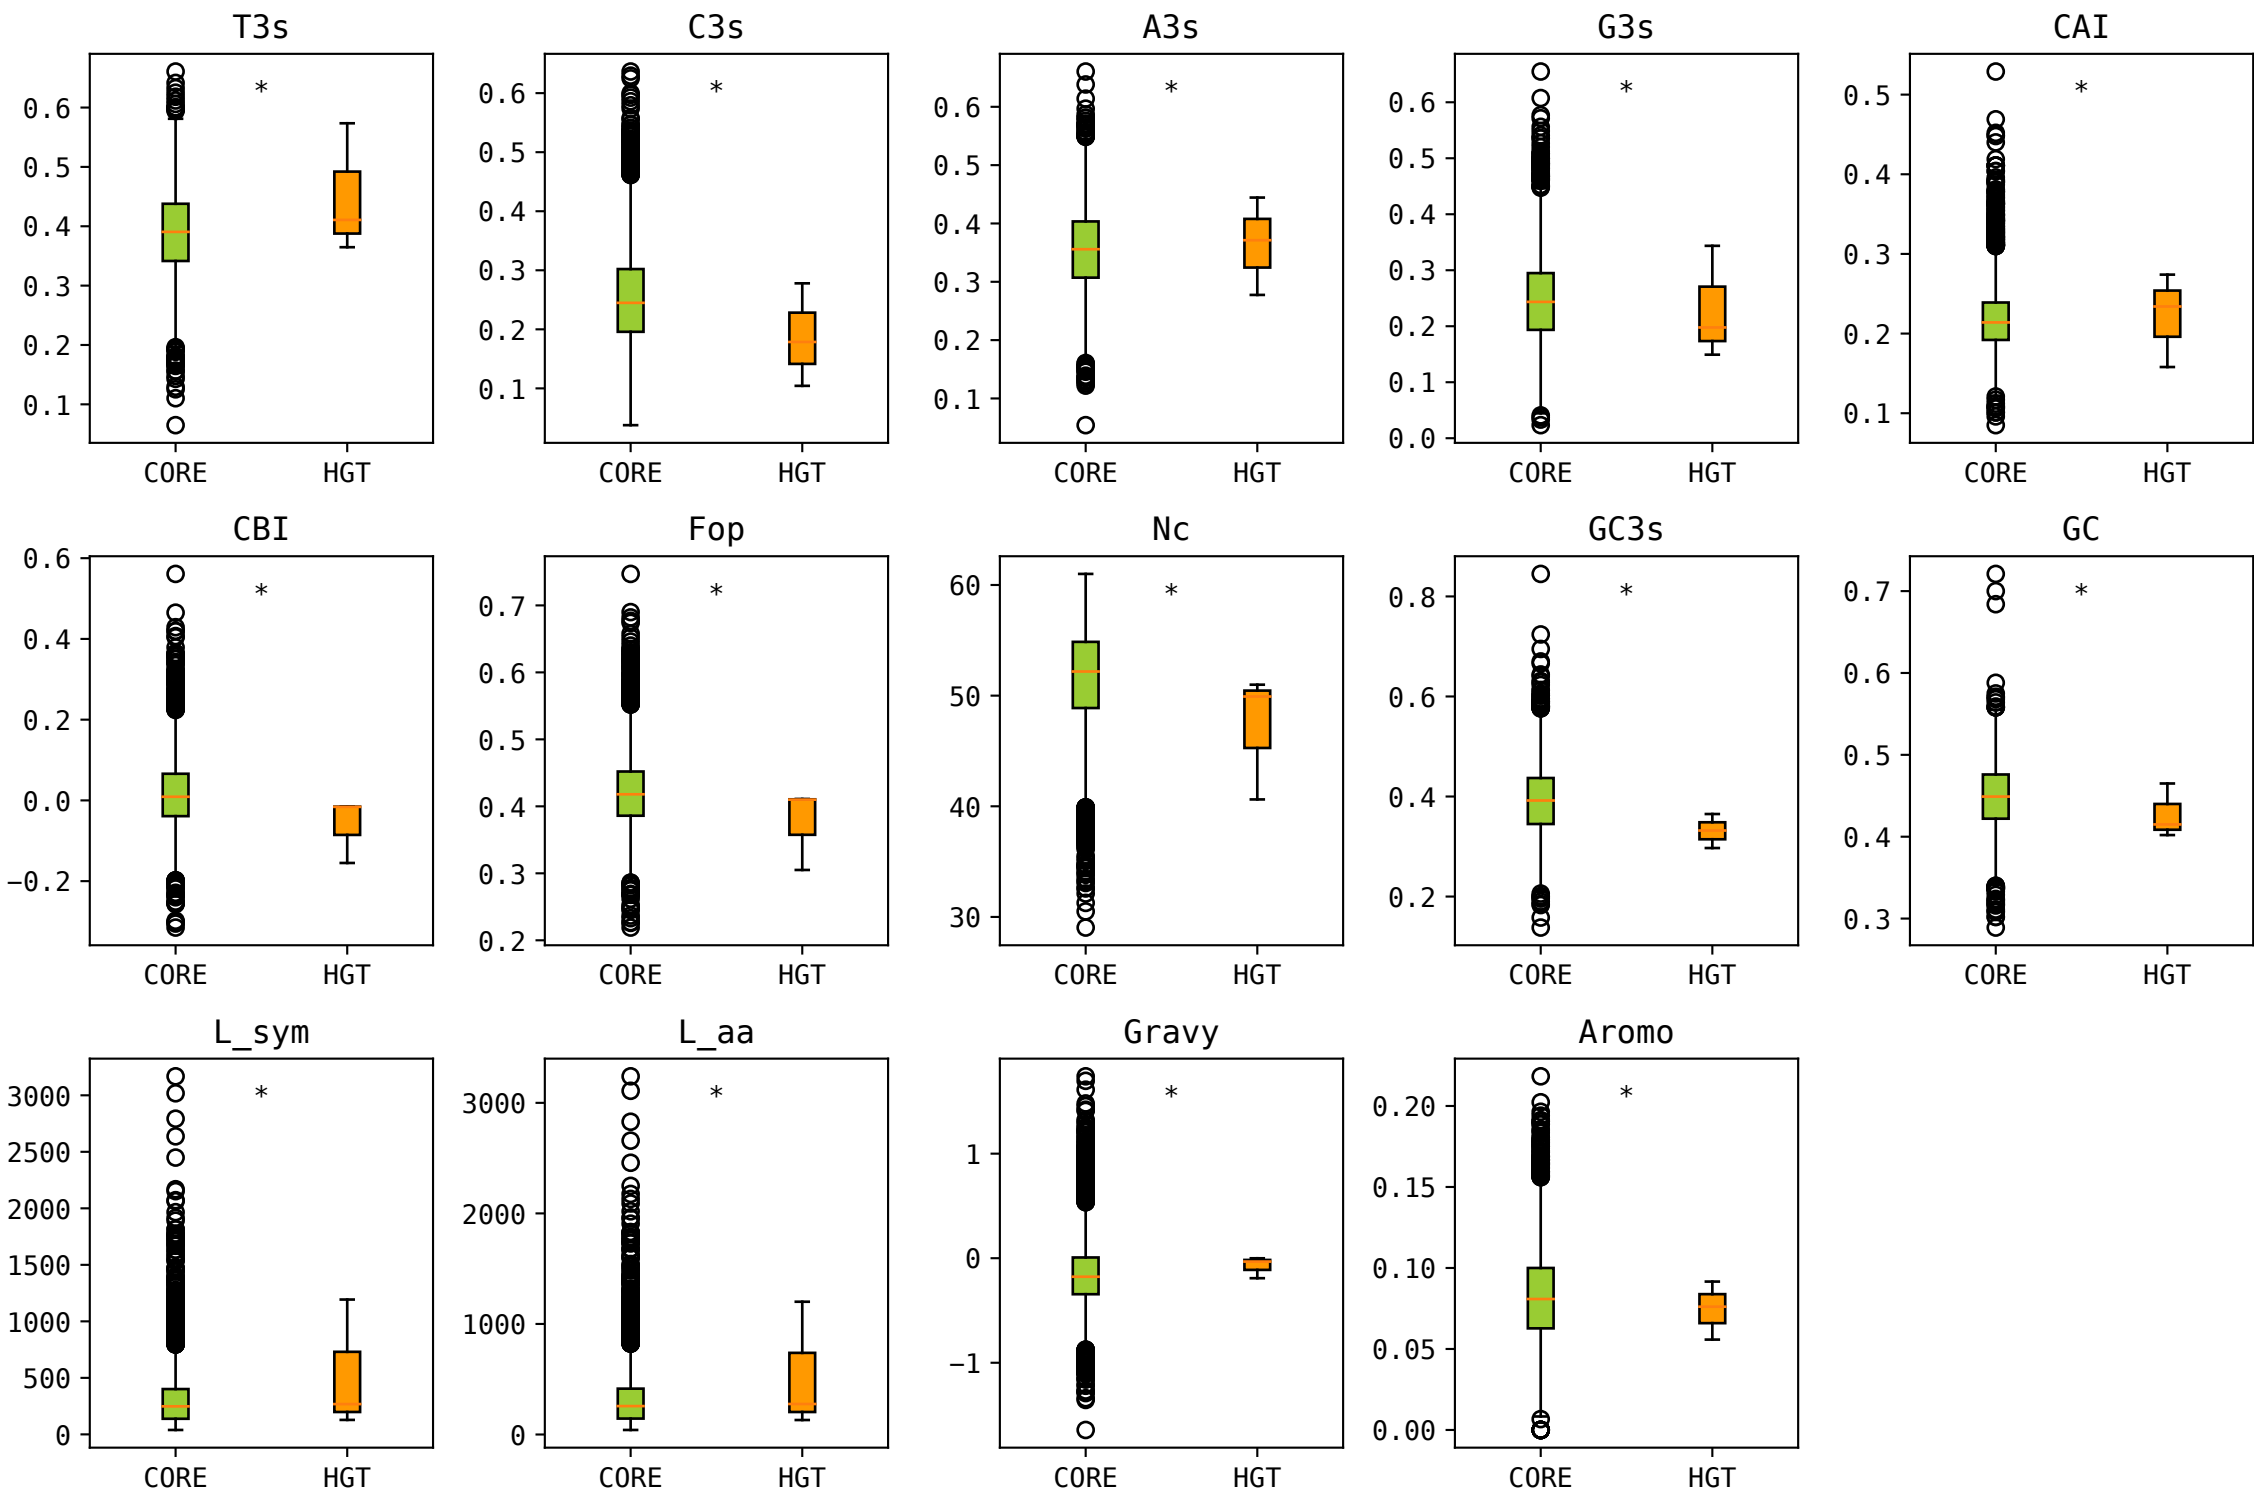 T3s C3s A3s G3s CAI
* * * * *
0.6 0.5 0.4 0.3 0.2 0.1
0.6 0.5 0.4 0.3 0.2 0.1
0.6 0.5 0.4 0.3 0.2 0.1
0.6 0.5 0.4 0.3 0.2 0.1 0.0
0.5 0.4 0.3 0.2 0.1
CORE HGT CORE HGT CORE HGT CORE HGT CORE HGT
CBI Fop Nc GC3s GC
* * * * *
0.6 0.4 0.2 0.0 −0.2
0.7 0.6 0.5 0.4 0.3 0.2
60 50 40 30
0.8 0.6 0.4 0.2
0.7 0.6 0.5 0.4 0.3
CORE HGT CORE HGT CORE HGT CORE HGT CORE HGT
L_sym L_aa Gravy Aromo
* * * *
3000 2500 2000 1500 1000 500 0
3000 2000 1000 0
1 0 −1
0.20 0.15 0.10 0.05 0.00
CORE HGT CORE HGT CORE HGT CORE HGT